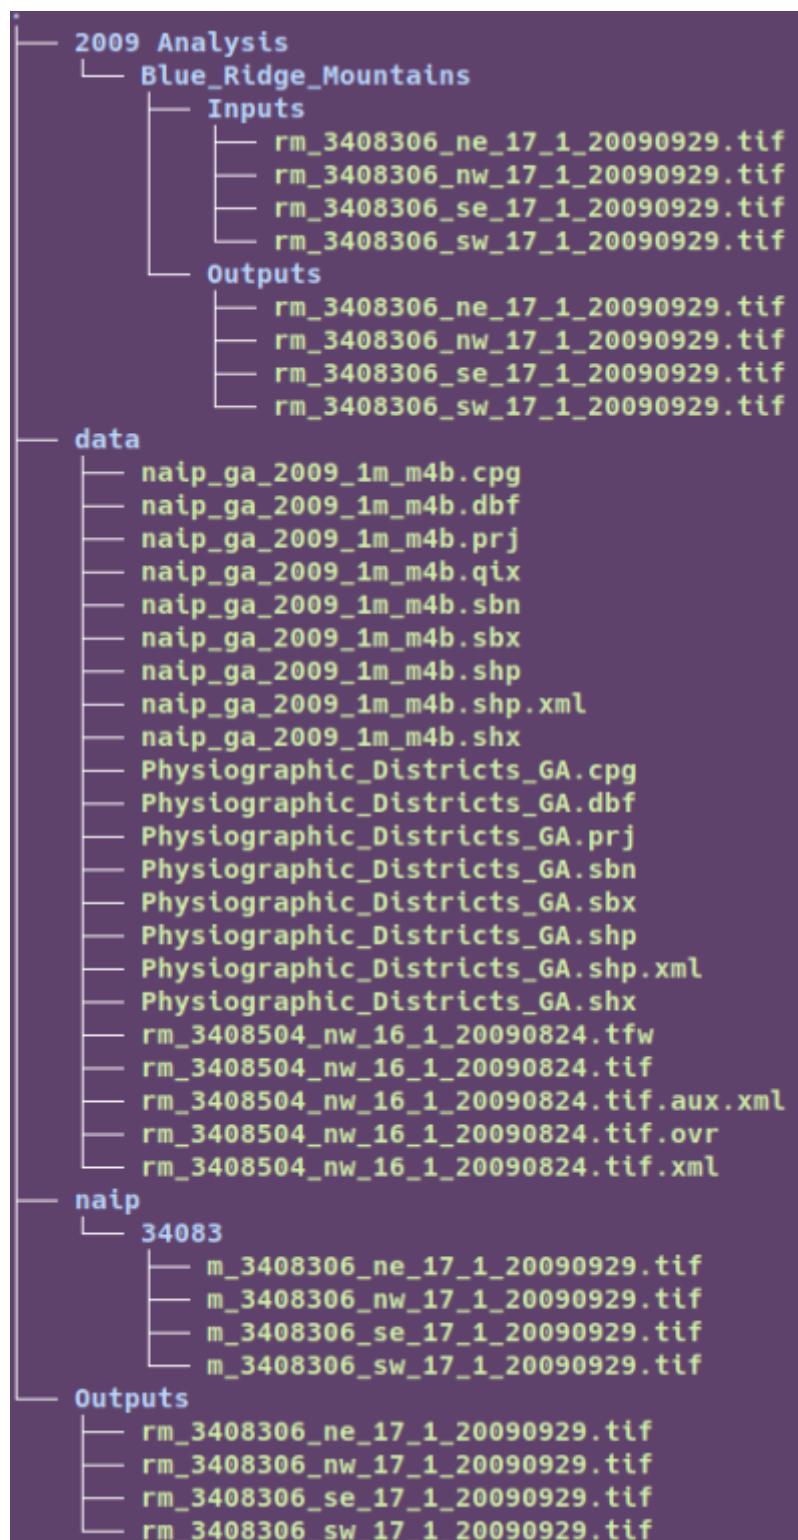 .
├── 2009 Analysis
│   └── Blue_Ridge_Mountains
│       ├── Inputs
│       │   ├── rm_3408306_ne_17_1_20090929.tif
│       │   ├── rm_3408306_nw_17_1_20090929.tif
│       │   ├── rm_3408306_se_17_1_20090929.tif
│       │   └── rm_3408306_sw_17_1_20090929.tif
│       └── Outputs
│           ├── rm_3408306_ne_17_1_20090929.tif
│           ├── rm_3408306_nw_17_1_20090929.tif
│           ├── rm_3408306_se_17_1_20090929.tif
│           └── rm_3408306_sw_17_1_20090929.tif
├── data
│   ├── naip_ga_2009_1m_m4b.cpg
│   ├── naip_ga_2009_1m_m4b.dbf
│   ├── naip_ga_2009_1m_m4b.prj
│   ├── naip_ga_2009_1m_m4b.qix
│   ├── naip_ga_2009_1m_m4b.sbn
│   ├── naip_ga_2009_1m_m4b.sbx
│   ├── naip_ga_2009_1m_m4b.shp
│   ├── naip_ga_2009_1m_m4b.shp.xml
│   ├── naip_ga_2009_1m_m4b.shx
│   ├── Physiographic_Districts_GA.cpg
│   ├── Physiographic_Districts_GA.dbf
│   ├── Physiographic_Districts_GA.prj
│   ├── Physiographic_Districts_GA.sbn
│   ├── Physiographic_Districts_GA.sbx
│   ├── Physiographic_Districts_GA.shp
│   ├── Physiographic_Districts_GA.shp.xml
│   ├── Physiographic_Districts_GA.shx
│   ├── rm_3408504_nw_16_1_20090824.tfw
│   ├── rm_3408504_nw_16_1_20090824.tif
│   ├── rm_3408504_nw_16_1_20090824.tif.aux.xml
│   ├── rm_3408504_nw_16_1_20090824.tif.ovr
│   └── rm_3408504_nw_16_1_20090824.tif.xml
├── naip
│   └── 34083
│       ├── m_3408306_ne_17_1_20090929.tif
│       ├── m_3408306_nw_17_1_20090929.tif
│       ├── m_3408306_se_17_1_20090929.tif
│       └── m_3408306_sw_17_1_20090929.tif
└── Outputs
    ├── rm_3408306_ne_17_1_20090929.tif
    ├── rm_3408306_nw_17_1_20090929.tif
    ├── rm_3408306_se_17_1_20090929.tif
    └── rm_3408306_sw_17_1_20090929.tif